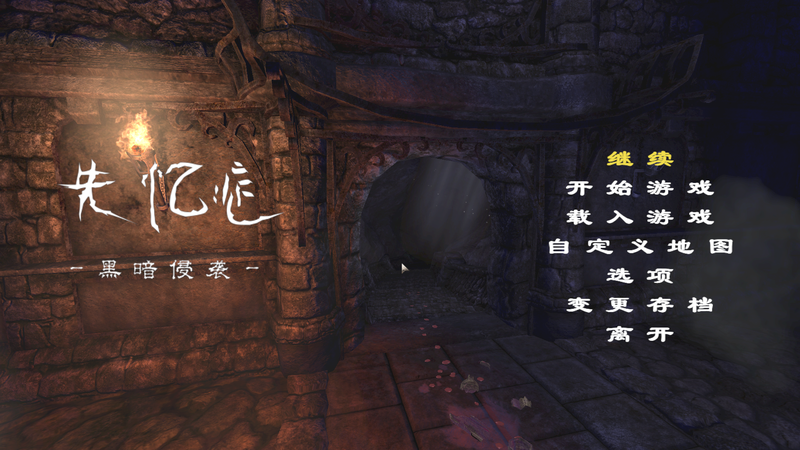 失忆症
-黑暗侵袭-
继续
开始游戏
载入游戏
自定义地图
选项
变更存档
离开